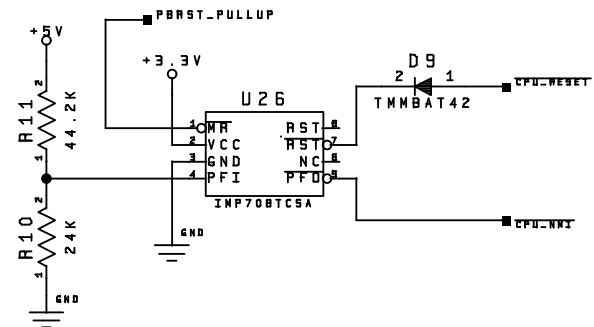 PBRST_PULLUP
+5V
+3.3V
D9
2 1
CPU_RESET
TMMBAT42
U26
2
R11
44.2K
1
1 MR
2 VCC
3 GND
4 PFI
RST 8
RST 7
NC 6
PFO 5
IMP708TCSA
2
R10
24K
1
GND
GND
CPU_NMI